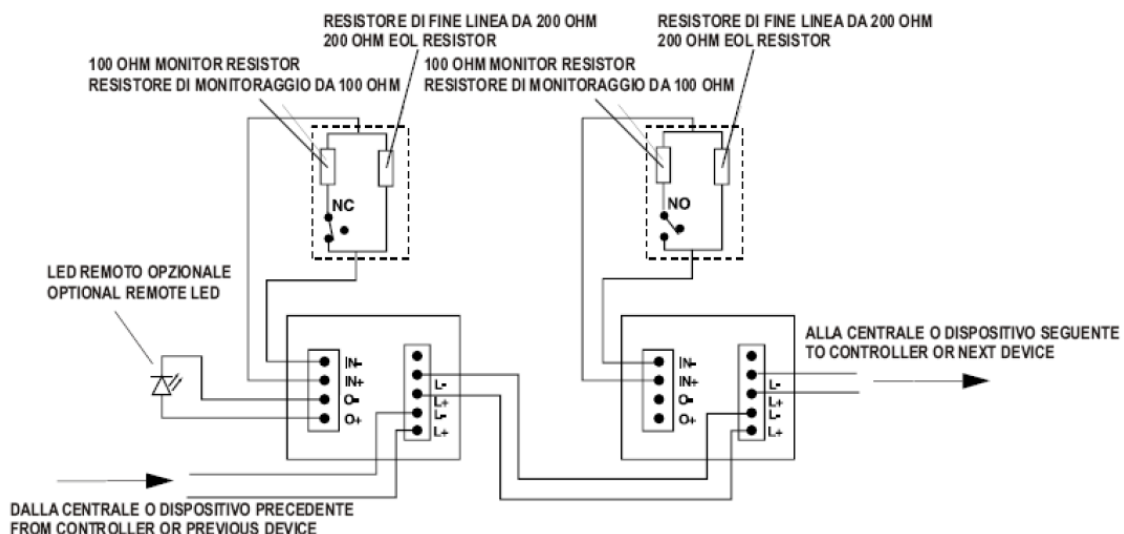 RESISTORE DI FINE LINEA DA 200 OHM
200 OHM EOL RESISTOR
100 OHM MONITOR RESISTOR
RESISTORE DI MONITORAGGIO DA 100 OHM
RESISTORE DI FINE LINEA DA 200 OHM
200 OHM EOL RESISTOR
100 OHM MONITOR RESISTOR
RESISTORE DI MONITORAGGIO DA 100 OHM
NC
NO
LED REMOTO OPZIONALE
OPTIONAL REMOTE LED
IN-
IN+
O-
O+
L-
L+
L-
L+
IN-
IN+
O-
O+
L-
L+
L-
L+
ALLA CENTRALE O DISPOSITIVO SEGUENTE
TO CONTROLLER OR NEXT DEVICE
DALLA CENTRALE O DISPOSITIVO PRECEDENTE
FROM CONTROLLER OR PREVIOUS DEVICE